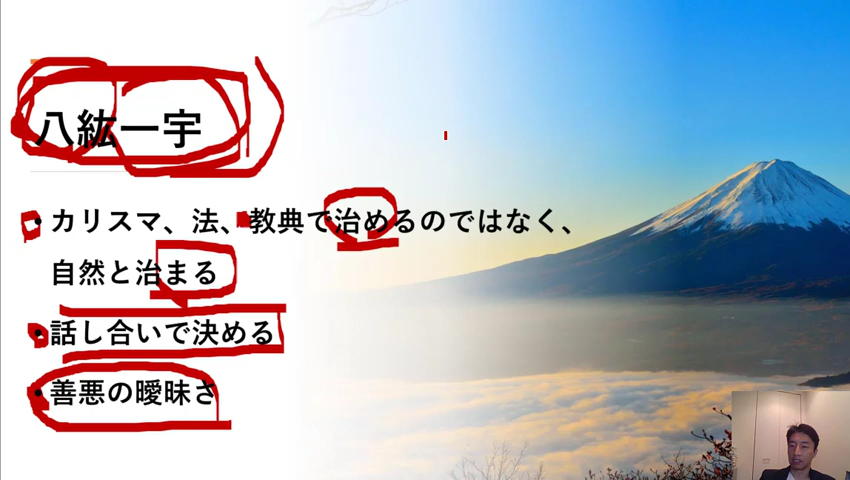 八紘一宇
・カリスマ、法、教典で治めるのではなく、
自然と治まる
・話し合いで決める
・善悪の曖昧さ